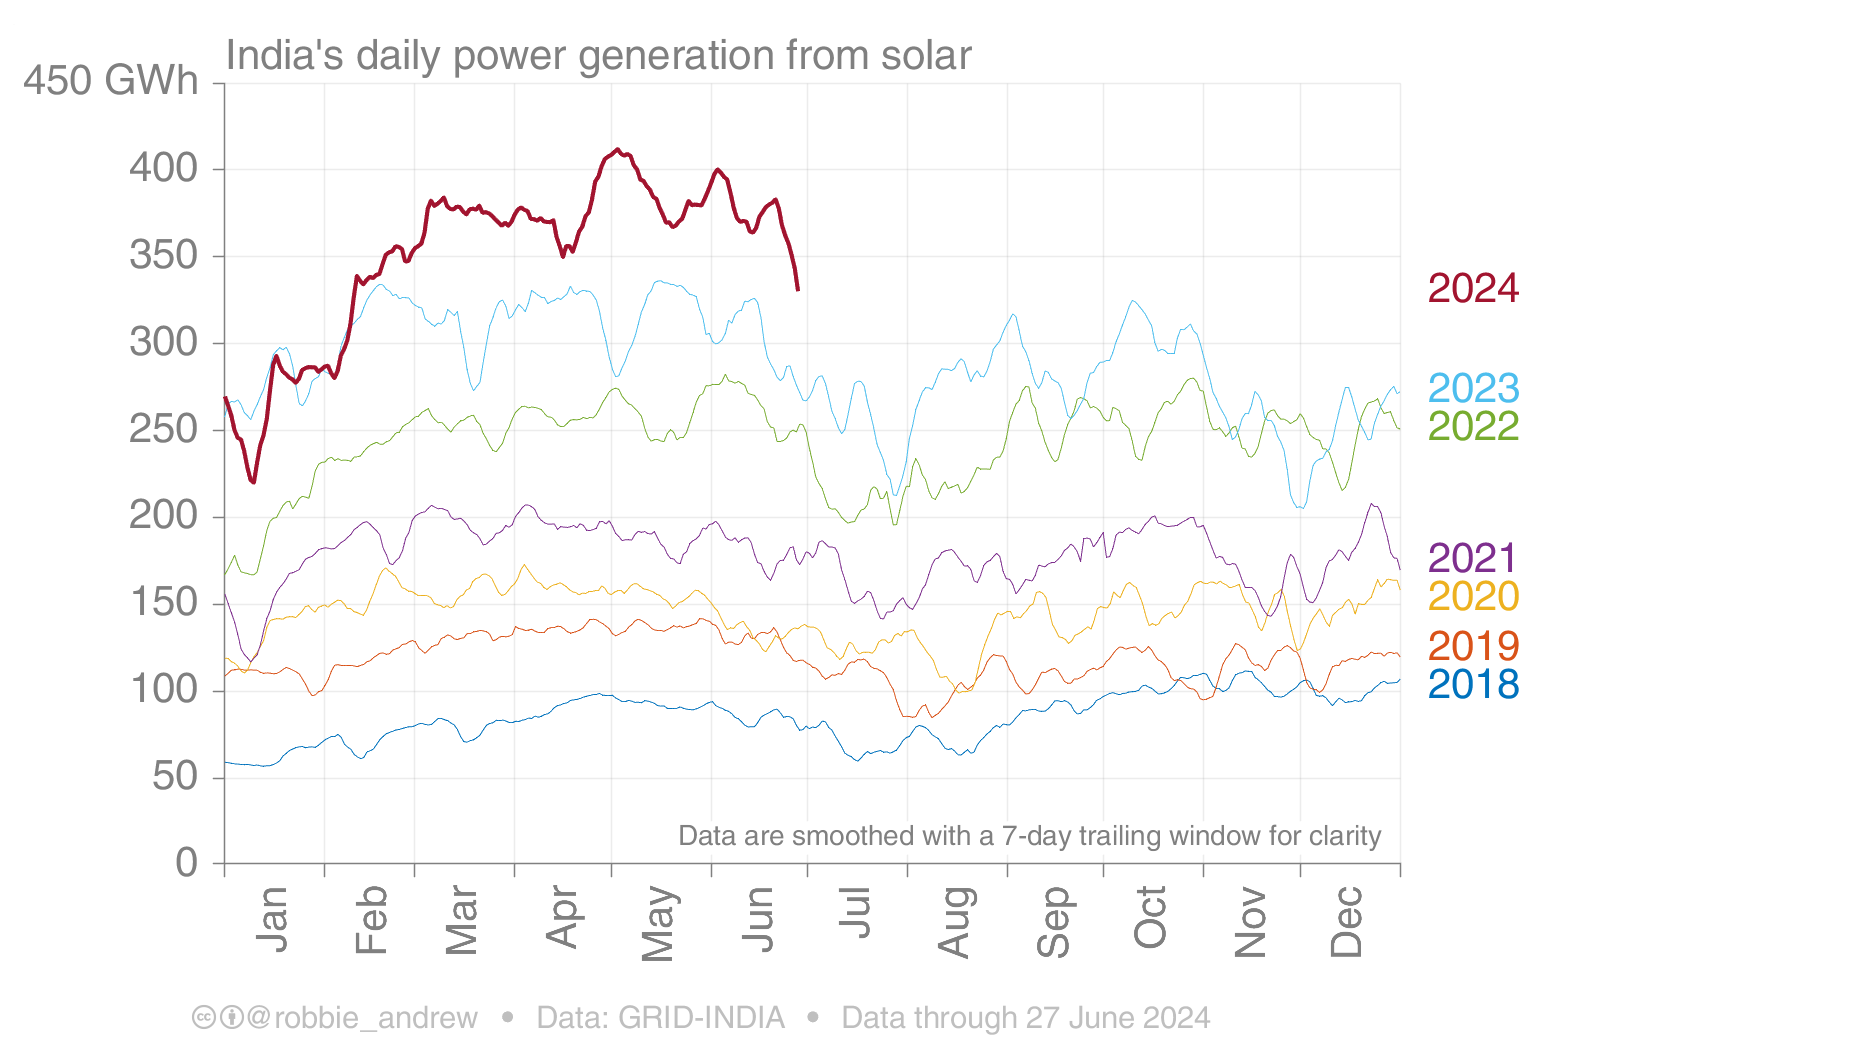 India's daily power generation from solar
450 GWh
400
350
300
250
200
150
100
50
0
2024
2023
2022
2021
2020
2019
2018
Data are smoothed with a 7-day trailing window for clarity
Jan
Feb
Mar
Apr
May
Jun
Jul
Aug
Sep
Oct
Nov
Dec
@robbie_andrew • Data: GRID-INDIA • Data through 27 June 2024